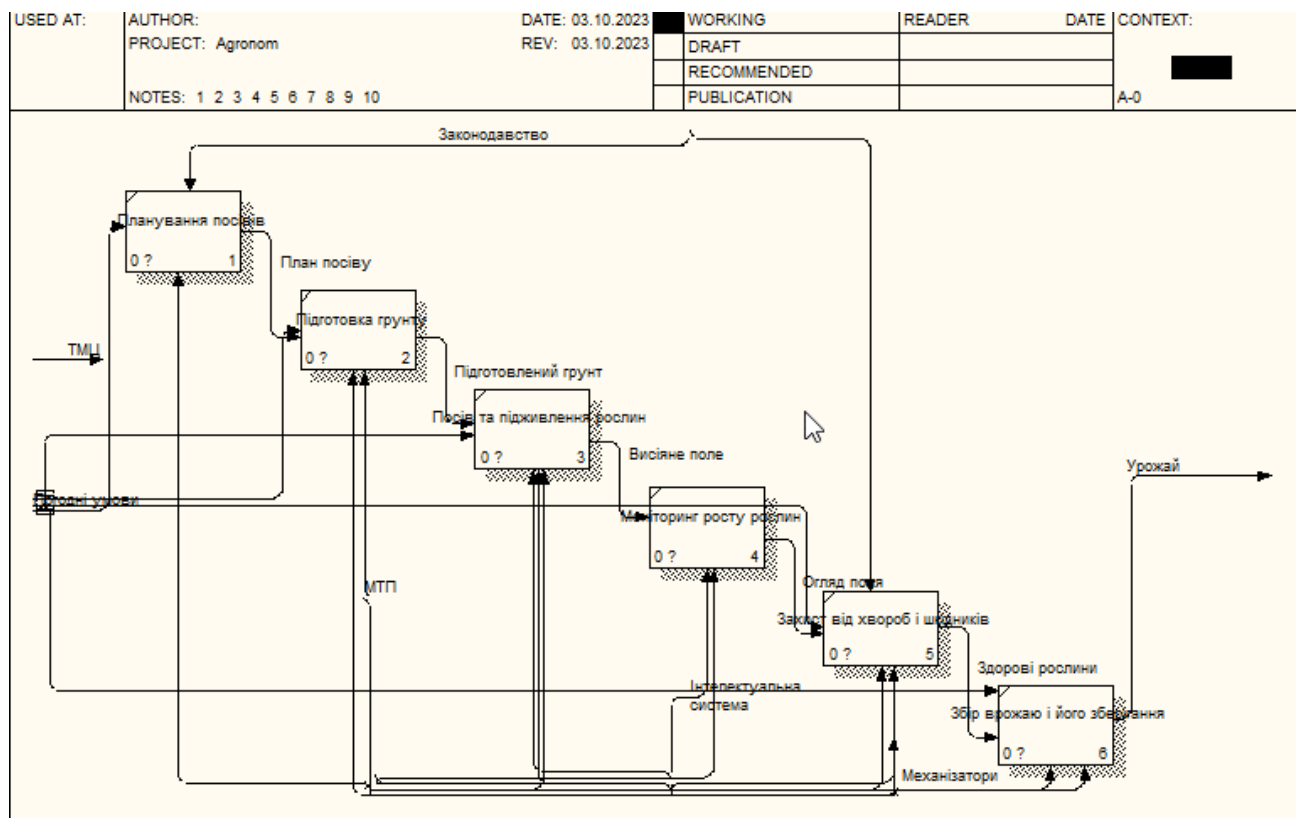 USED AT:
AUTHOR:
DATE: 03.10.2023
WORKING
READER
DATE
CONTEXT:
PROJECT: Agronom
REV: 03.10.2023
DRAFT
RECOMMENDED
NOTES: 1 2 3 4 5 6 7 8 9 10
PUBLICATION
A-0
Законодавство
Планування посівів
0 ?
1
План посіву
Підготовка грунту
0 ?
2
ТМЦ
Підготовлений грунт
Посів та підживлення рослин
0 ?
3
Висіяне поле
Урожай
Погодні умови
Моніторинг росту рослин
0 ?
4
МТП
Огляд поля
Захист від хвороб і шкідників
0 ?
5
Здорові рослини
Інтелектуальна
система
Збір врожаю і його зберігання
0 ?
6
Механізатори